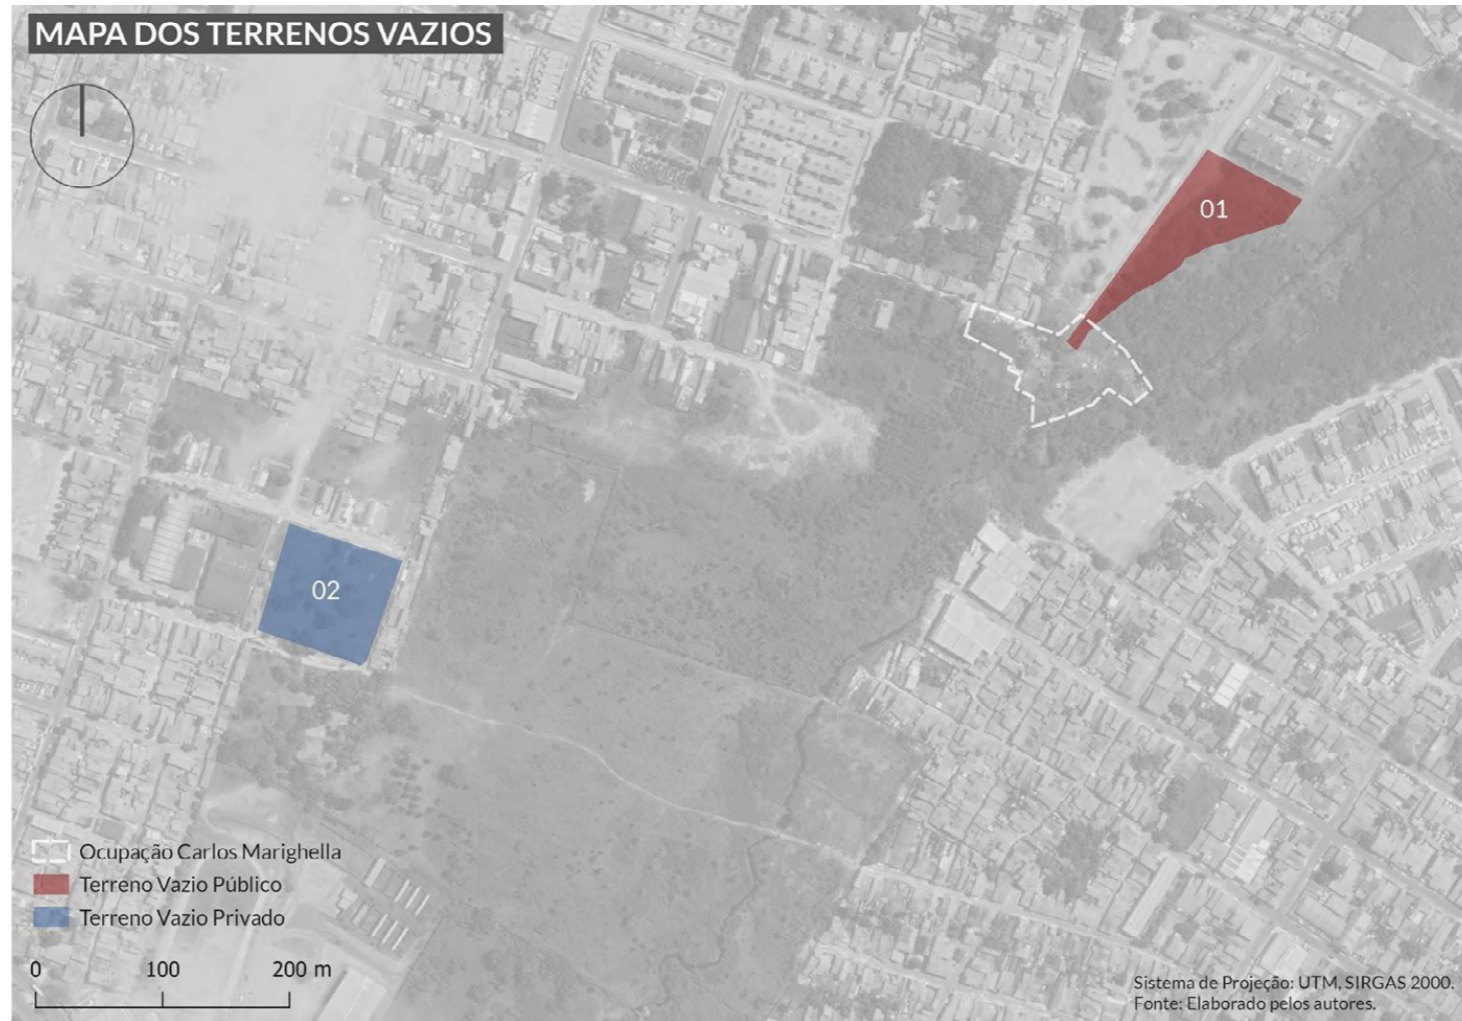 MAPA DOS TERRENOS VAZIOS
01
02
Ocupação Carlos Marighella
Terreno Vazio Público
Terreno Vazio Privado
0 100 200 m
Sistema de Projeção: UTM, SIRGAS 2000.
Fonte: Elaborado pelos autores.